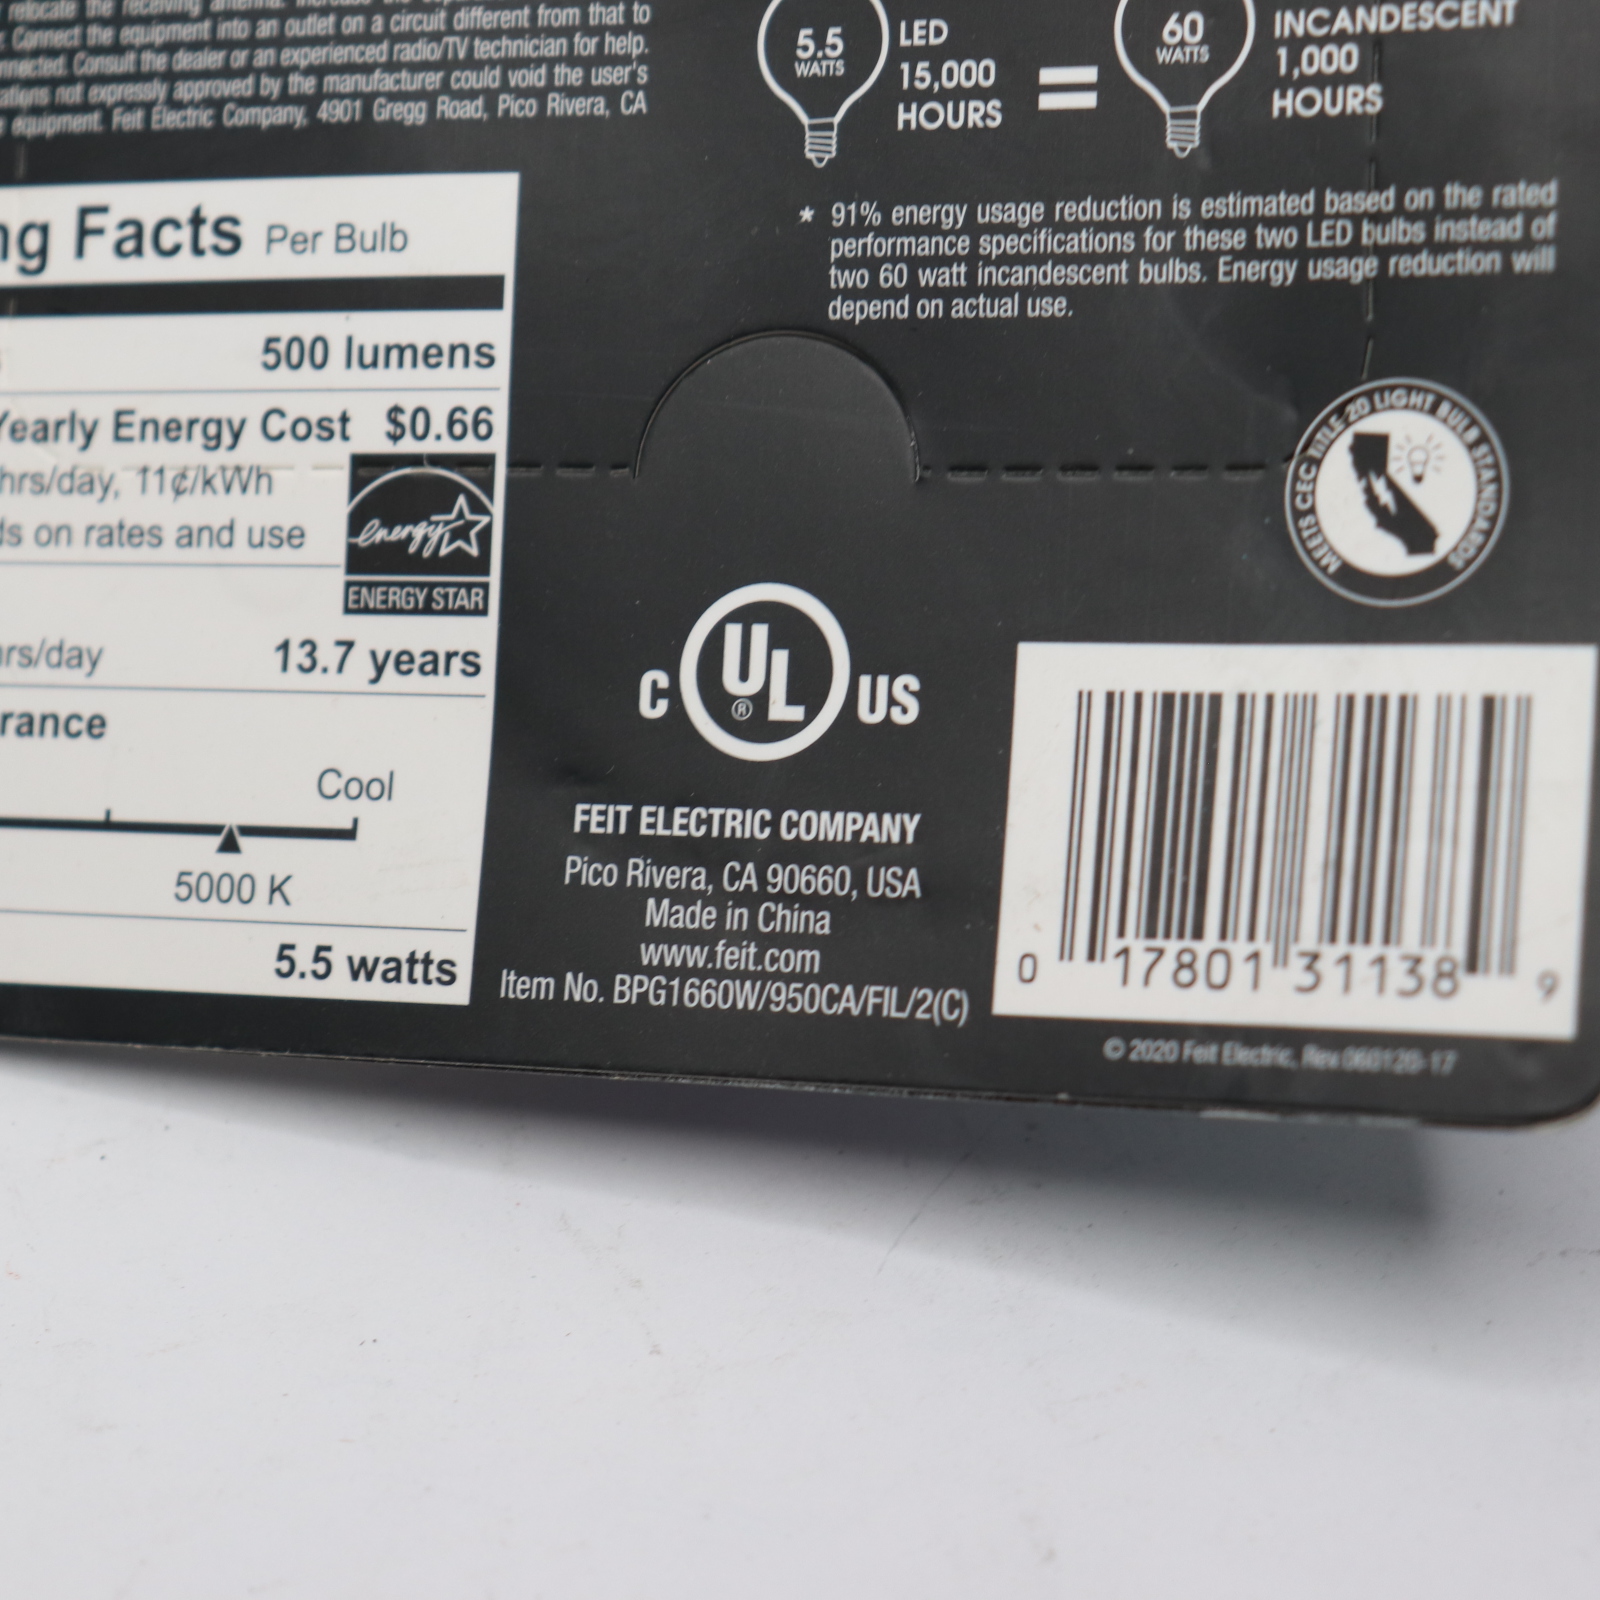 relocate the receiving antenna. Increase the
Connect the equipment into an outlet on a circuit different from that to
Consult the dealer or an experienced radio/TV technician for help.
not expressly approved by the manufacturer could void the user's
equipment. Feit Electric Company, 4901 Gregg Road, Pico Rivera, CA
5.5
WATTS
LED
15,000
HOURS
=
60
WATTS
INCANDESCENT
1,000
HOURS
* 91% energy usage reduction is estimated based on the rated
performance specifications for these two LED bulbs instead of
two 60 watt incandescent bulbs. Energy usage reduction will
depend on actual use.
ng Facts Per Bulb
500 lumens
Yearly Energy Cost $0.66
hrs/day, 11¢/kWh
ds on rates and use
energy
ENERGY STAR
hrs/day 13.7 years
rance
Cool
5000 K
5.5 watts
MEETS CEC TITLE 20 LIGHT BULB STANDARDS
C UL ® US
FEIT ELECTRIC COMPANY
Pico Rivera, CA 90660, USA
Made in China
www.feit.com
Item No. BPG1660W/950CA/FIL/2(C)
0 17801 31138 9
© 2020 Feit Electric, Rev 060120-17